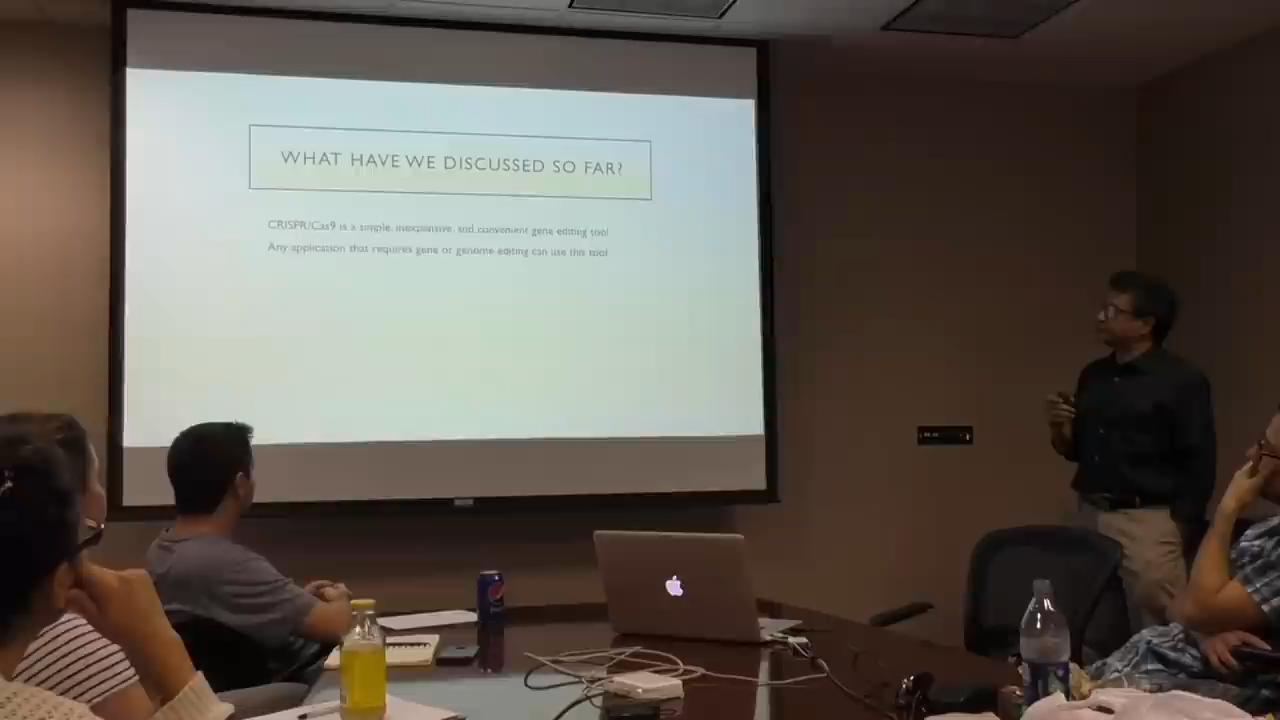 WHAT HAVE WE DISCUSSED SO FAR?
CRISPR/Cas9 is a simple, inexpensive, and convenient gene editing tool
Any application that requires gene or genome editing can use this tool